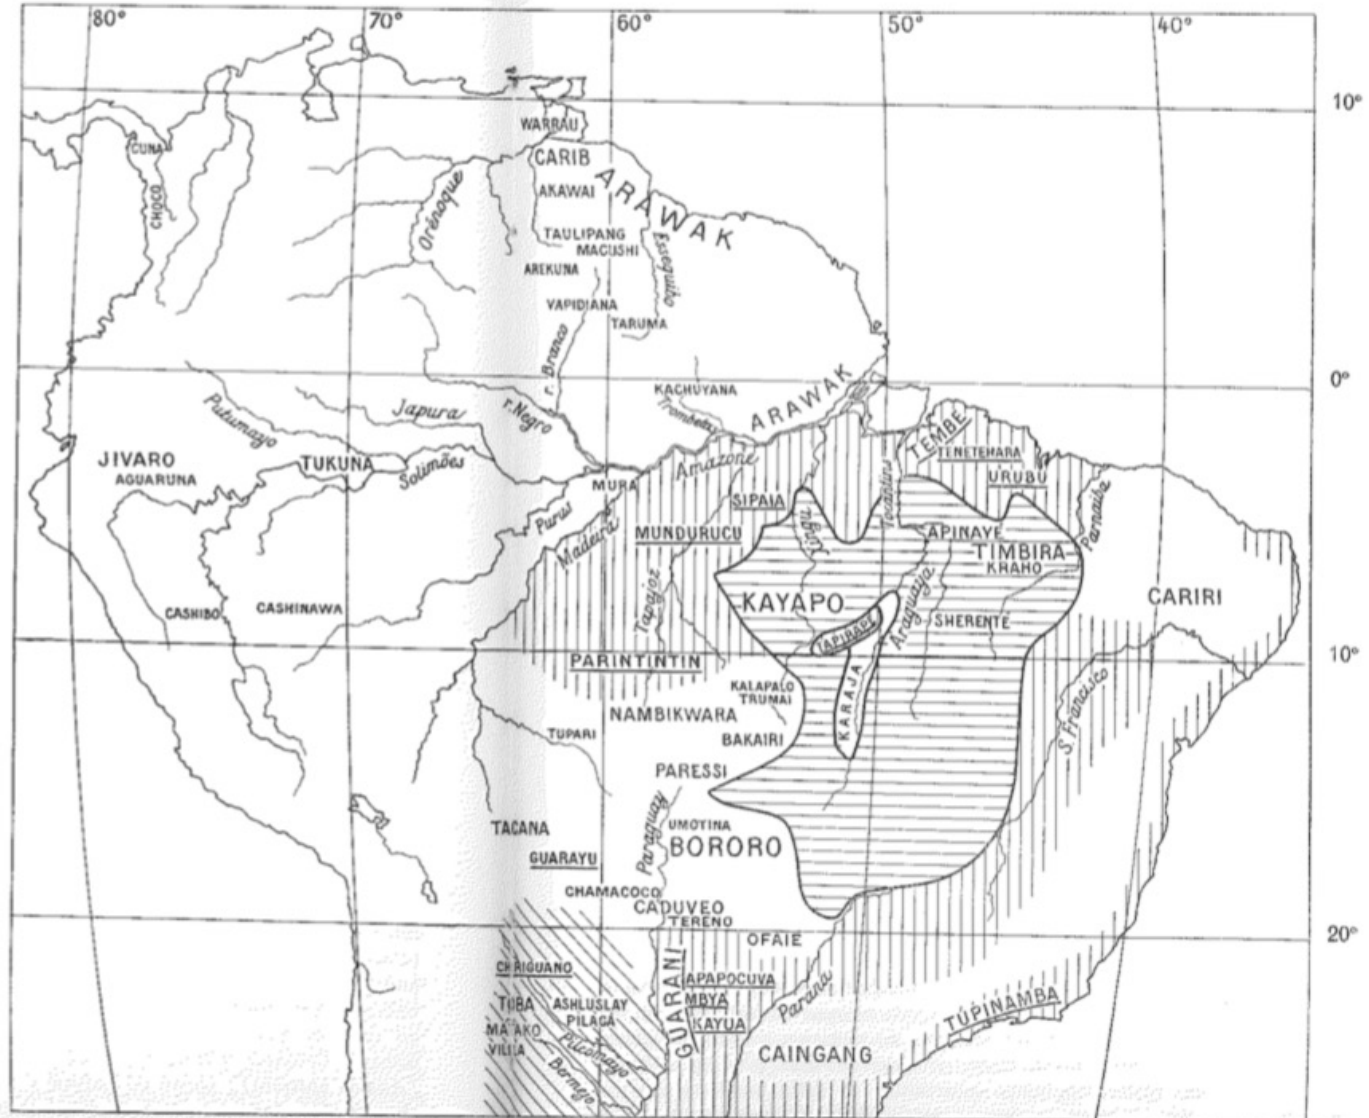 80°
70°
60°
50°
40°
10°
WARRAU
CUNA
CARIB
ARAWAK
AKAWAI
CHOCO
Orénoque
TAULIPANG
MACUSHI
Essequibo
AREKUNA
VAPIDIANA
TARUMA
r. Branco
0°
KACHUYANA
ARAWAK
Trombetas
r. Negro
Japura
Putumayo
TEMBE
TENETEHARA
URUBU
JIVARO
AGUARUNA
TUKUNA
Solimões
Amazone
MURA
SIPAIA
Tocantins
Parnaiba
Purus
Madeira
MUNDURUCU
Xingu
APINAYE
TIMBIRA
KRAHO
Tapajoz
KAYAPO
Araguaya
SHERENTE
CARIRI
CASHIBO
CASHINAWA
TAPIRAPE
PARINTINTIN
10°
KALAPALO
TRUMAI
KARAJA
S. Francisco
NAMBIKWARA
TUPARI
BAKAIRI
PARESSI
Paraguay
TACANA
UMOTINA
BORORO
GUARAYU
CHAMACOCO
CADUVEO
TERENO
20°
OFAIE
CHIRIGUANO
GUARANI
APAPOCUVA
Parana
TOBA
ASHLUSLAY
PILAGA
MBYA
TUPINAMBA
MATAKO
KAYUA
VILELA
Pilcomayo
Bermejo
CAINGANG